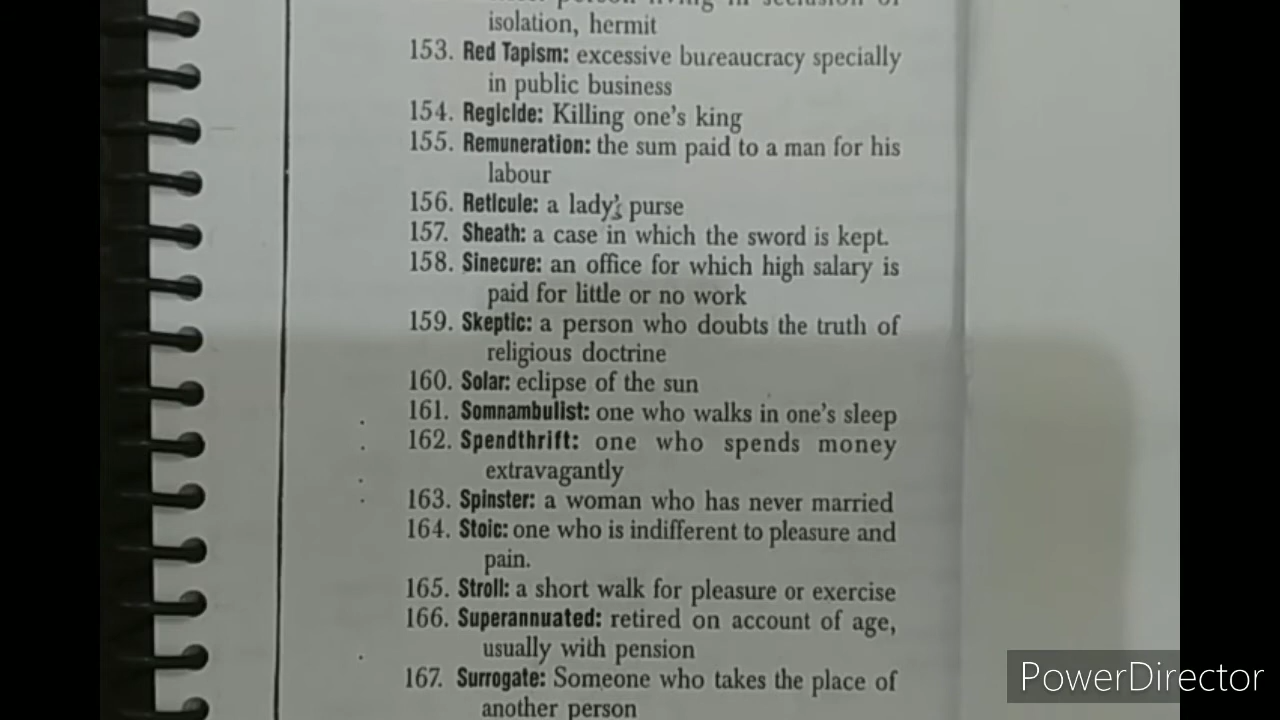 isolation, hermit
153. Red Tapism: excessive bureaucracy specially
in public business
154. Regicide: Killing one's king
155. Remuneration: the sum paid to a man for his
labour
156. Reticule: a lady's purse
157. Sheath: a case in which the sword is kept.
158. Sinecure: an office for which high salary is
paid for little or no work
159. Skeptic: a person who doubts the truth of
religious doctrine
160. Solar: eclipse of the sun
161. Somnambulist: one who walks in one's sleep
162. Spendthrift: one who spends money
extravagantly
163. Spinster: a woman who has never married
164. Stoic: one who is indifferent to pleasure and
pain.
165. Stroll: a short walk for pleasure or exercise
166. Superannuated: retired on account of age,
usually with pension
167. Surrogate: Someone who takes the place of
another person
PowerDirector